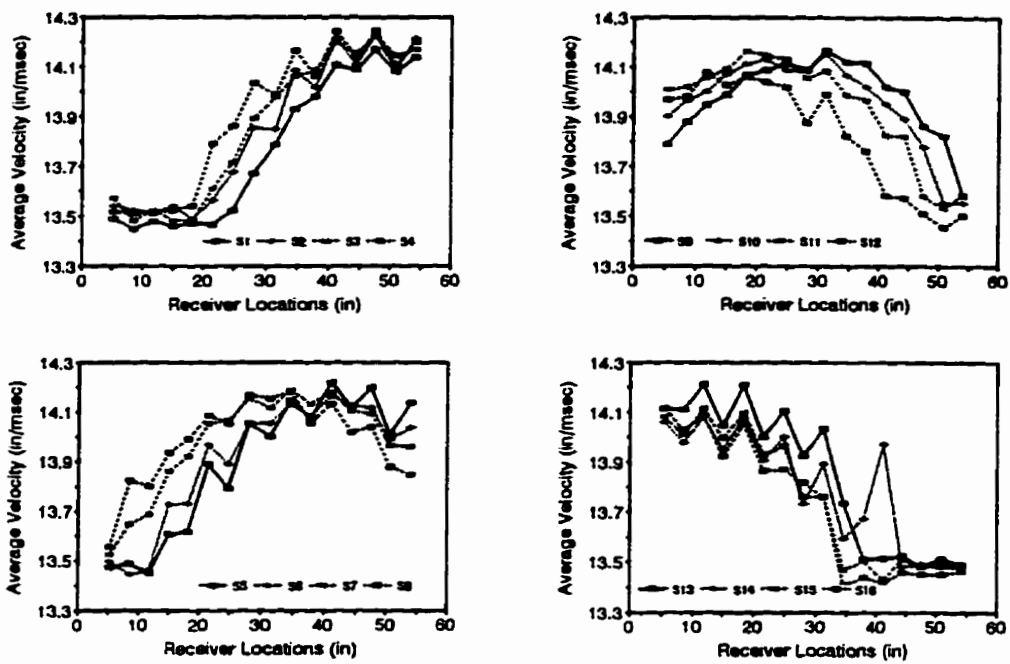 14.3
14.1
13.9
13.7
13.5
13.3
Average Velocity (in/msec)
S1 S2 S3 S4
0 10 20 30 40 50 60
Receiver Locations (in)
14.3
14.1
13.9
13.7
13.5
13.3
Average Velocity (in/msec)
S9 S10 S11 S12
0 10 20 30 40 50 60
Receiver Locations (in)
14.3
14.1
13.9
13.7
13.5
13.3
Average Velocity (in/msec)
S5 S6 S7 S8
0 10 20 30 40 50 60
Receiver Locations (in)
14.3
14.1
13.9
13.7
13.5
13.3
Average Velocity (in/msec)
S13 S14 S15 S16
0 10 20 30 40 50 60
Receiver Locations (in)